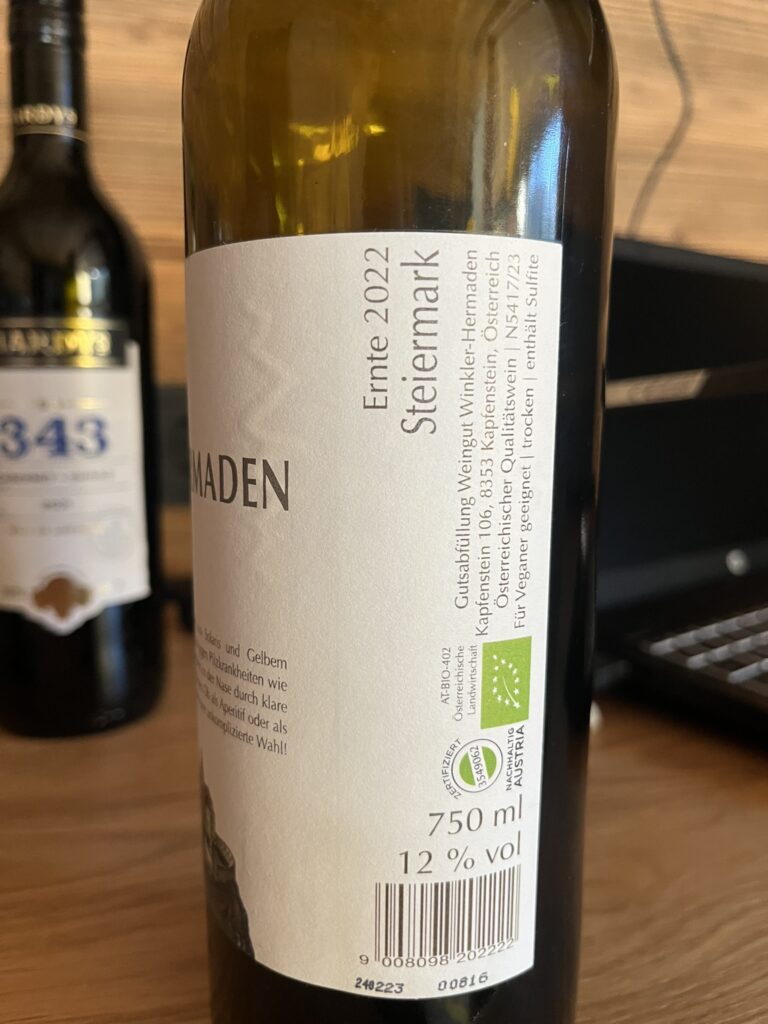 343
MADEN
und Gelbem
Pilzkrankheiten wie
der Nase durch klare
als Aperitif oder als
unkomplizierte Wahl!
Ernte 2022
Steiermark
Gutsabfüllung Weingut Winkler-Hermaden
Kapfenstein 106, 8353 Kapfenstein, Österreich
Österreichischer Qualitätswein | N5417/23
Für Veganer geeignet | trocken | enthält Sulfite
AT-BIO-402
Österreichische
Landwirtschaft
ZERTIFIZIERT
3549062
NACHHALTIG
AUSTRIA
750 ml
12 % vol
9 008098 202222
240223 00816